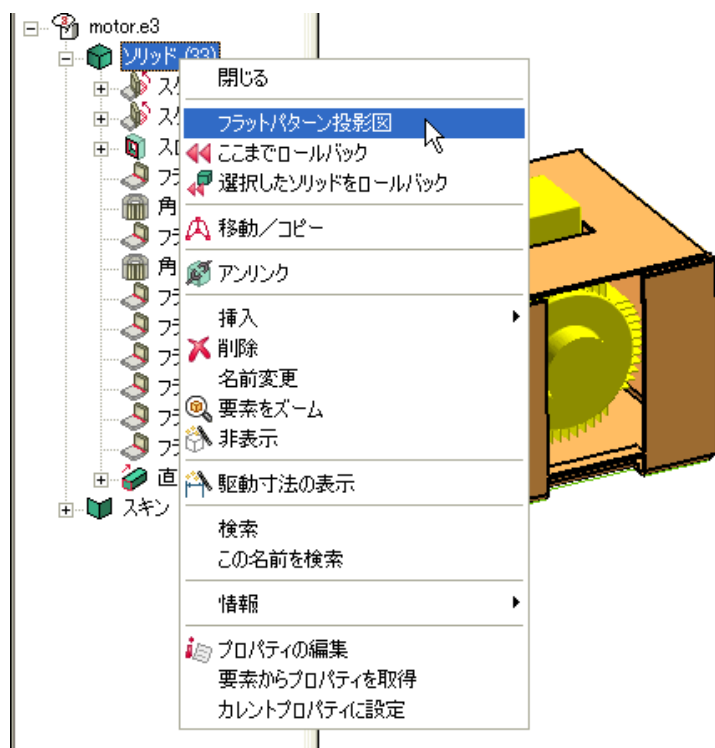 motor.e3
ソリッド (33)
閉じる
フラットパターン投影図
ここまでロールバック
選択したソリッドをロールバック
移動／コピー
アンリンク
挿入
削除
名前変更
要素をズーム
非表示
駆動寸法の表示
スキン
検索
この名前を検索
情報
プロパティの編集
要素からプロパティを取得
カレントプロパティに設定